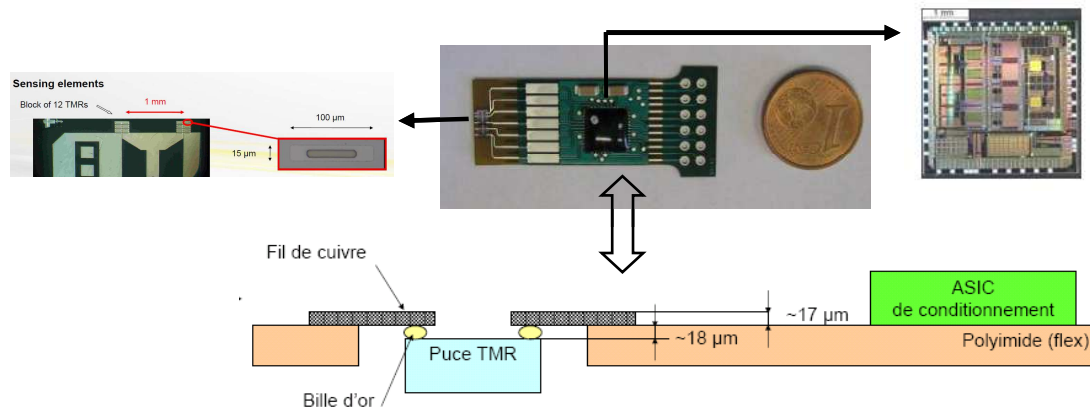 Sensing elements
Block of 12 TMRs
1 mm
100 µm
15 µm
1 mm
Fil de cuivre
ASIC
de conditionnement
~17 µm
~18 µm
Polyimide (flex)
Puce TMR
Bille d'or